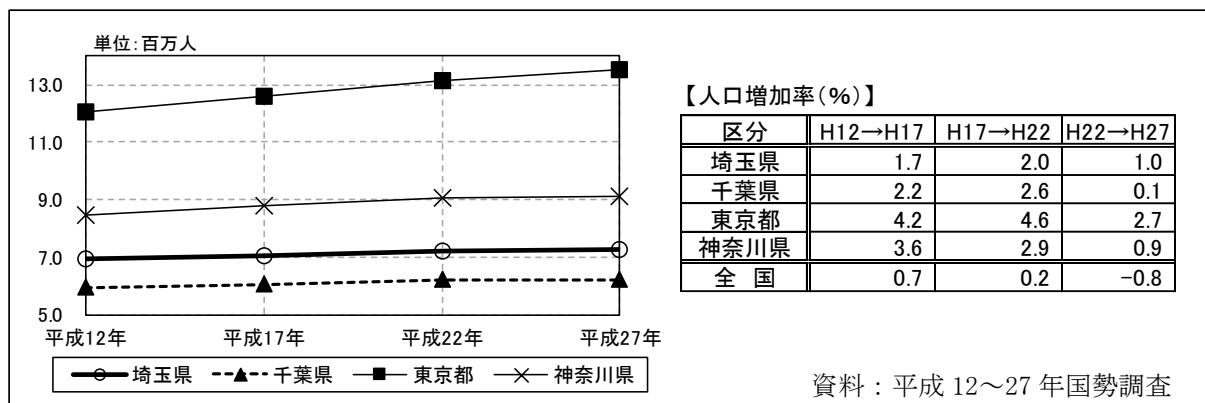 単位:百万人
13.0
11.0
9.0
7.0
5.0
平成12年 平成17年 平成22年 平成27年
埼玉県 千葉県 東京都 神奈川県
【人口増加率(%)】
区分 H12→H17 H17→H22 H22→H27
埼玉県 1.7 2.0 1.0
千葉県 2.2 2.6 0.1
東京都 4.2 4.6 2.7
神奈川県 3.6 2.9 0.9
全 国 0.7 0.2 -0.8
資料:平成 12~27 年国勢調査